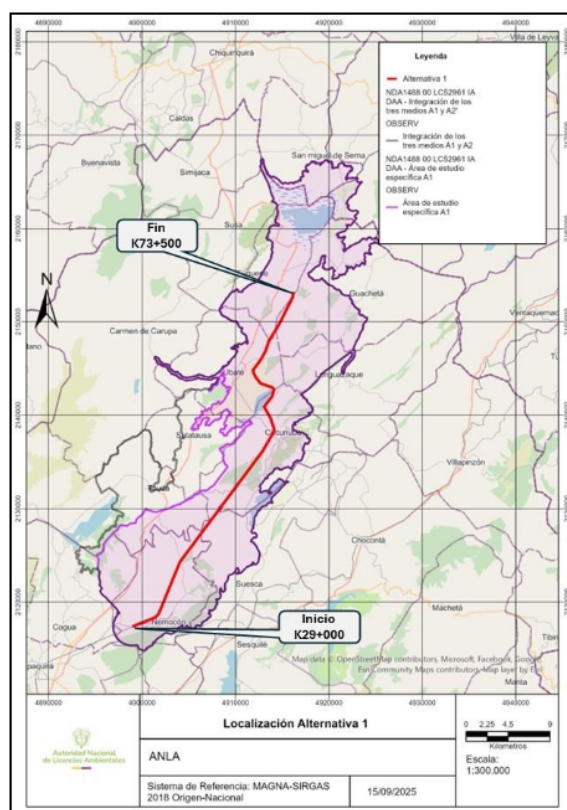 4890000 4900000 4910000 4920000 4930000 4940000
2180000
2170000
2160000
2150000
2140000
2130000
2120000
Villa de Leyva
Chiquinquirá
Caldas
San miguel de Sema
Buenavista
Simijaca
Susa
Fin
K73+500
Fuquene
Guachetá
N
Ventaquemada
Carmen de Carupa
Ubaté
Lenguazaque
Sutatausa
Cucunubá
Villapinzón
Tausa
Chocontá
Suesca
Machetá
Cogua
Nemocón
Inicio
K29+000
Sesquilé
Manta
Map data © OpenStreetMap contributors, Microsoft, Facebook, Google,
Esri Community Maps contributors, Map layer by Esri
4890000 4900000 4910000 4920000 4930000 4940000
Leyenda
Alternativa 1
NDA1488 00 LC52961 IA
DAA - Integración de los
tres medios A1 y A2'
OBSERV
Integración de los
tres medios A1 y A2
NDA1488 00 LC52961 IA
DAA - Área de estudio
especifica A1
OBSERV
Área de estudio
especifica A1
Autoridad Nacional
de Licencias Ambientales
Localización Alternativa 1
ANLA
Sistema de Referencia: MAGNA-SIRGAS
2018 Origen-Nacional
15/09/2025
0 2.25 4.5 9
Kilometros
Escala:
1:300.000